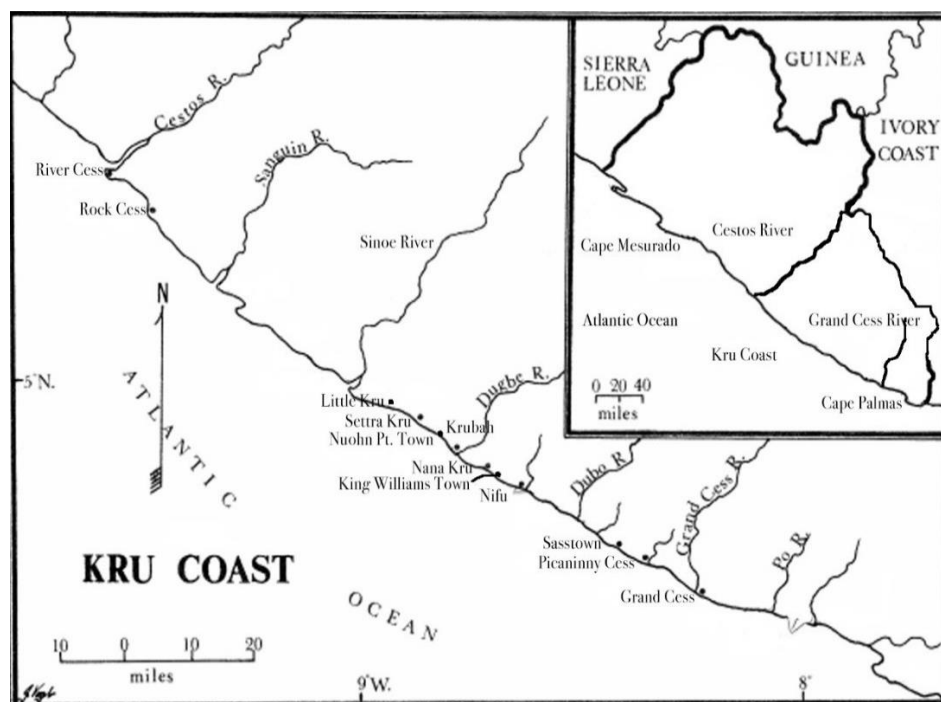 Cestos R.
River Cess
Rock Cess
Sanguin R.
Sinoe River
N
5°N.
ATLANTIC
OCEAN
Little Kru
Settra Kru
Nuohn Pt. Town
Krubah
Dugbe R.
Nana Kru
King Williams Town
Nifu
Dubo R
Grand Cess R.
Sasstown
Picaninny Cess
Grand Cess
Po R.
KRU COAST
10 0 10 20
miles
9°W.
8°
SIERRA
LEONE
GUINEA
IVORY
COAST
Cestos River
Cape Mesurado
Atlantic Ocean
Grand Cess River
Kru Coast
0 20 40
miles
Cape Palmas